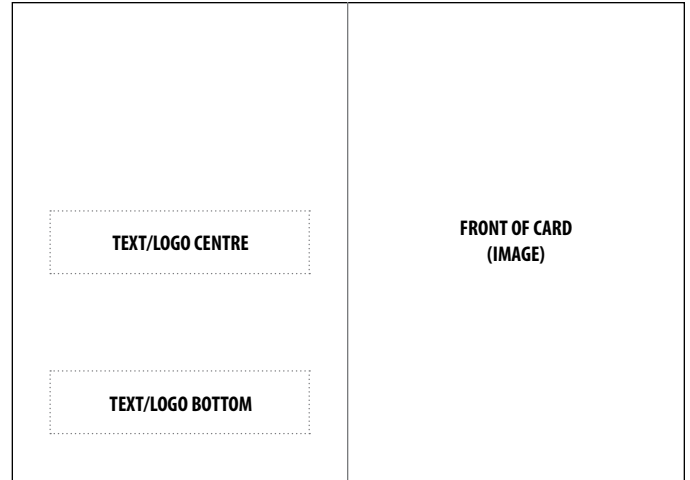 TEXT/LOGO CENTRE
TEXT/LOGO BOTTOM
FRONT OF CARD
(IMAGE)